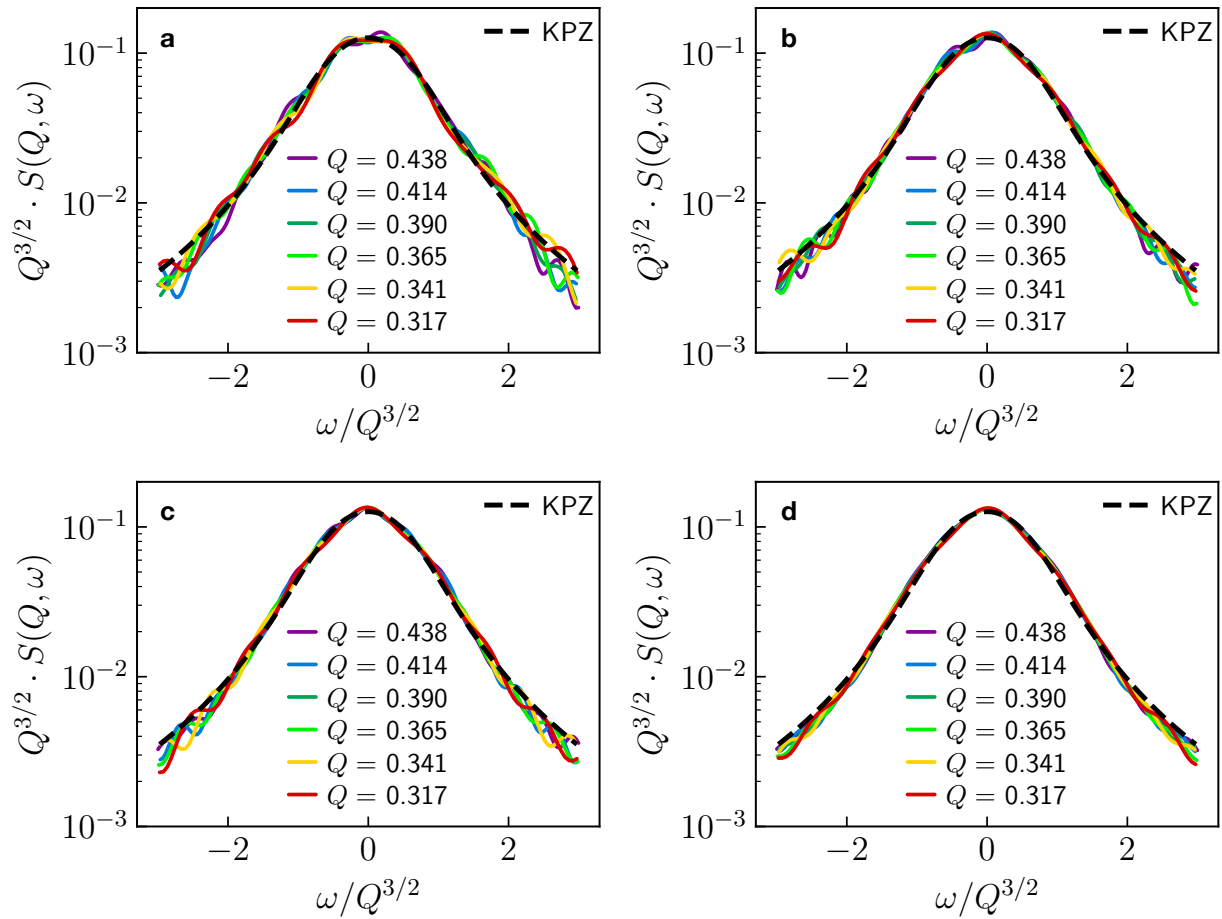 a
KPZ
10^{-1}
10^{-2}
10^{-3}
Q^{3/2} · S(Q, ω)
Q = 0.438
Q = 0.414
Q = 0.390
Q = 0.365
Q = 0.341
Q = 0.317
−2 0 2
ω/Q^{3/2}
b
KPZ
10^{-1}
10^{-2}
10^{-3}
Q^{3/2} · S(Q, ω)
Q = 0.438
Q = 0.414
Q = 0.390
Q = 0.365
Q = 0.341
Q = 0.317
−2 0 2
ω/Q^{3/2}
c
KPZ
10^{-1}
10^{-2}
10^{-3}
Q^{3/2} · S(Q, ω)
Q = 0.438
Q = 0.414
Q = 0.390
Q = 0.365
Q = 0.341
Q = 0.317
−2 0 2
ω/Q^{3/2}
d
KPZ
10^{-1}
10^{-2}
10^{-3}
Q^{3/2} · S(Q, ω)
Q = 0.438
Q = 0.414
Q = 0.390
Q = 0.365
Q = 0.341
Q = 0.317
−2 0 2
ω/Q^{3/2}